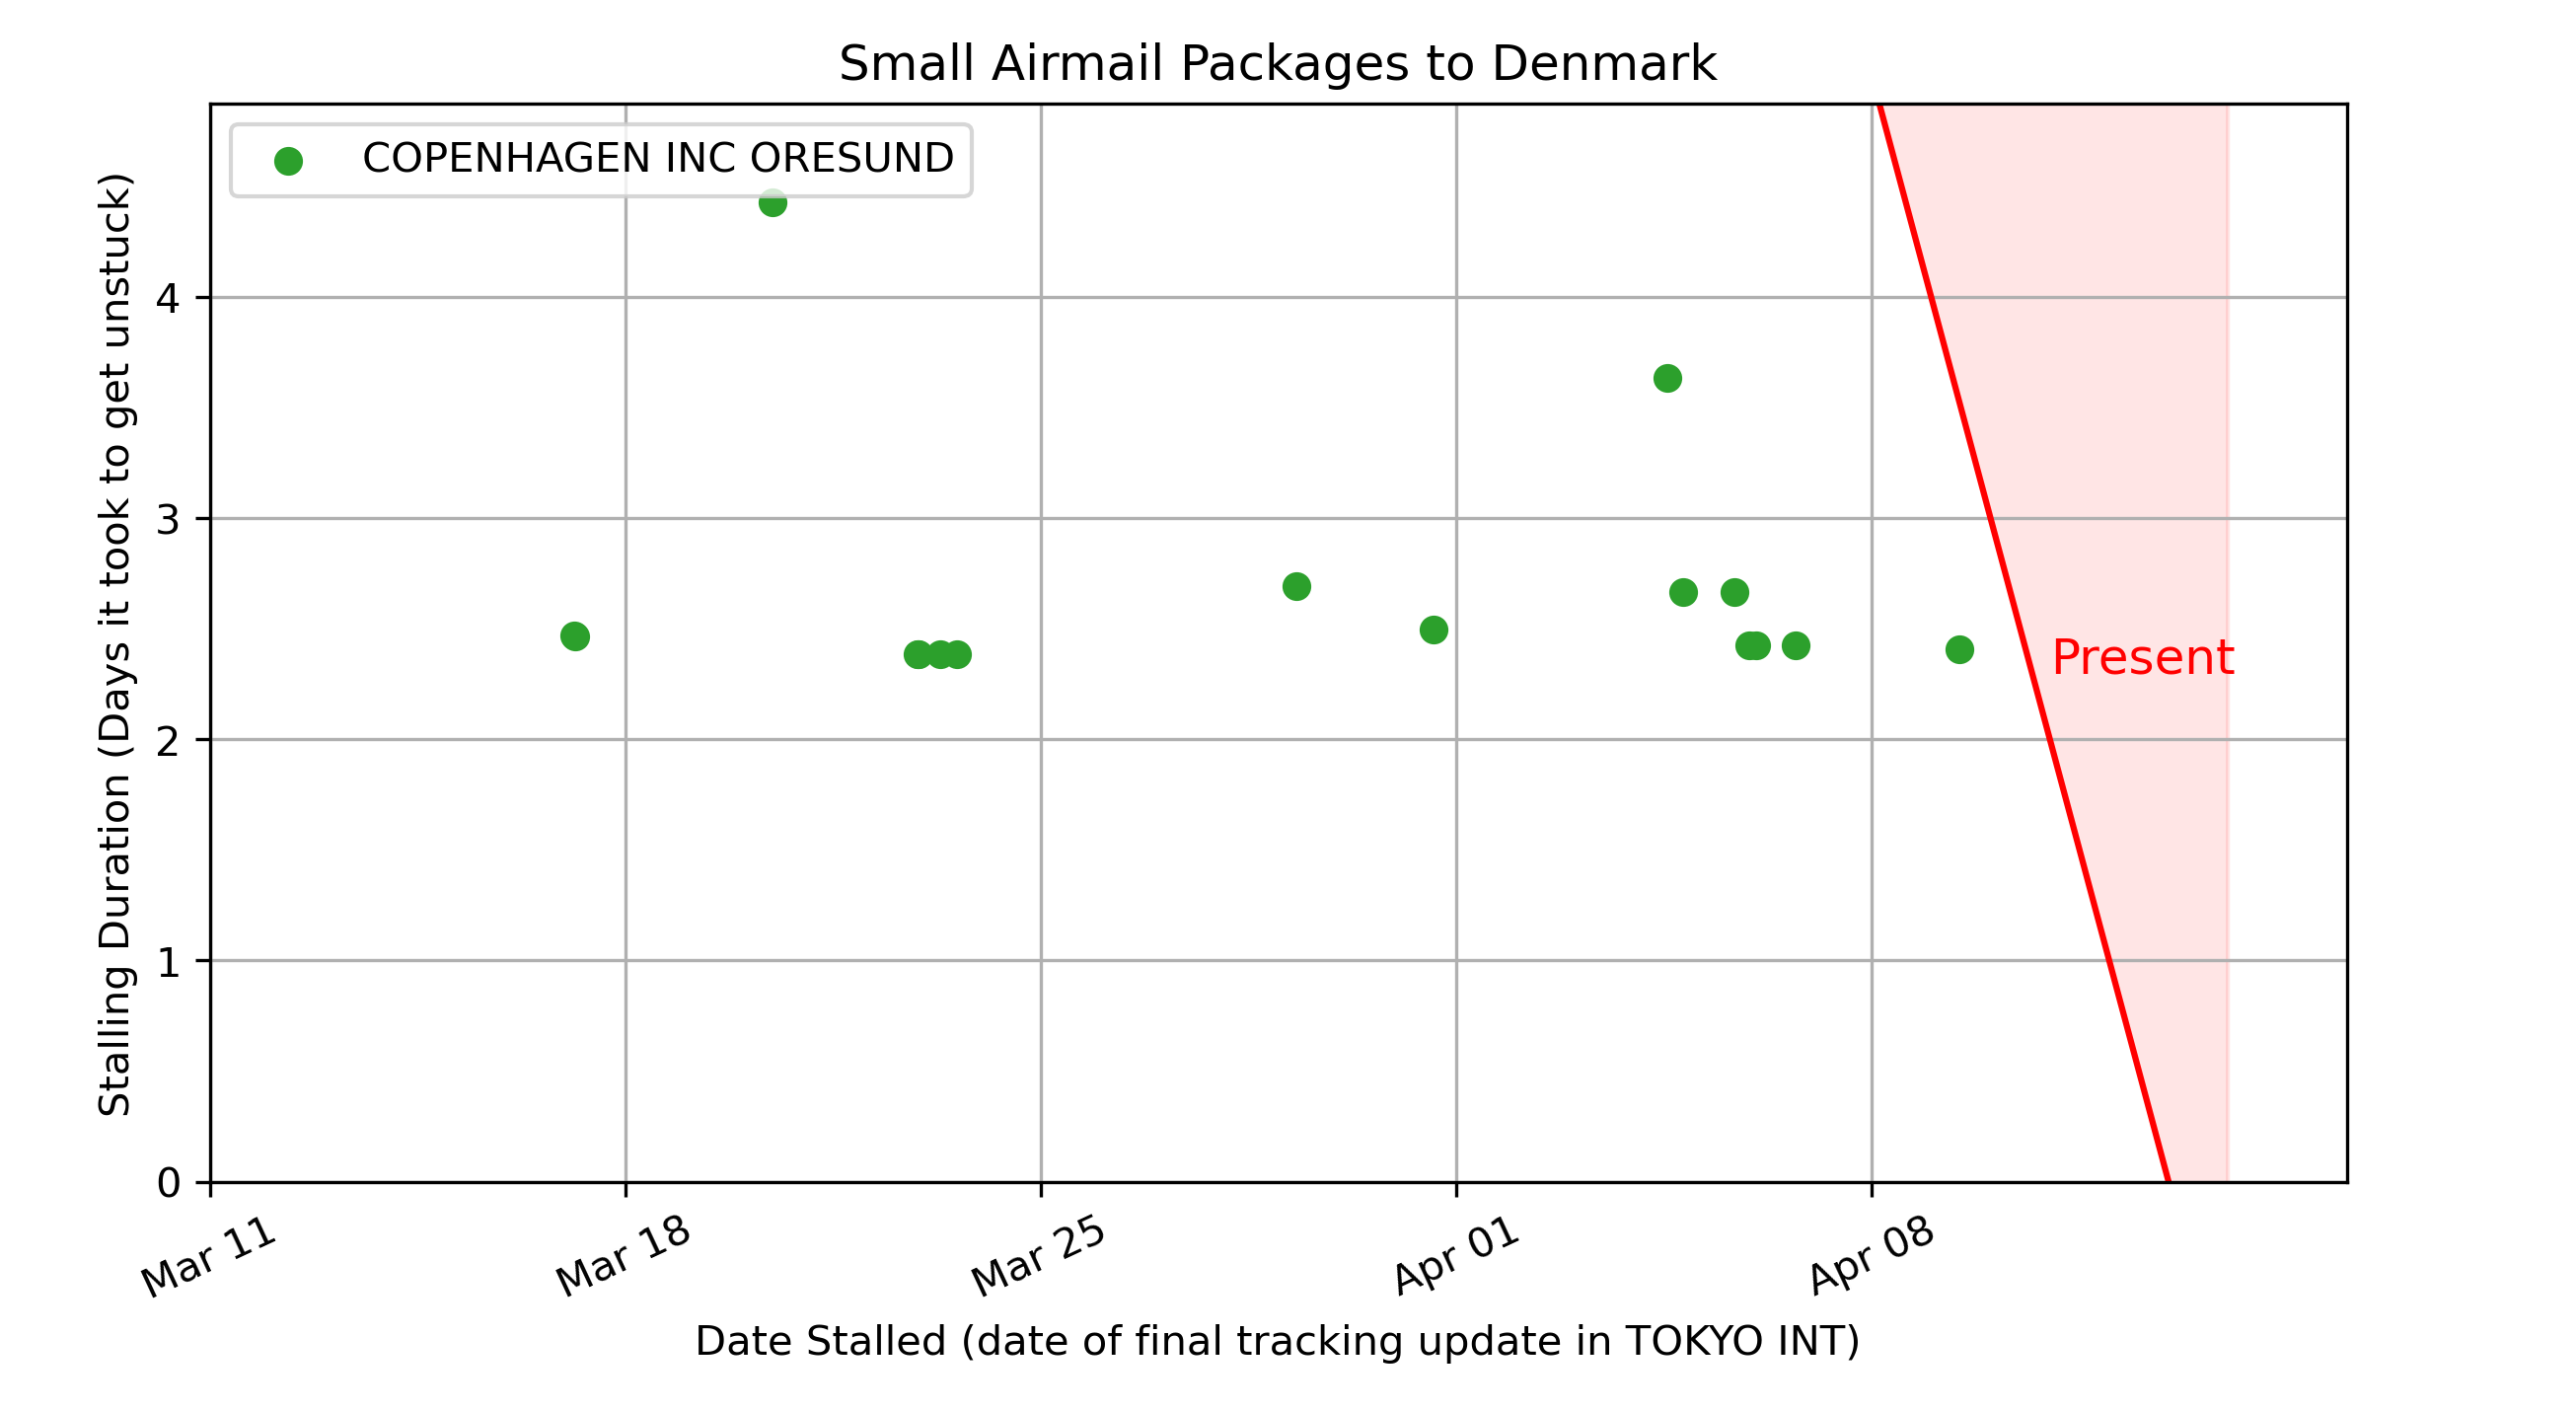 Small Airmail Packages to Denmark
COPENHAGEN INC ORESUND
Stalling Duration (Days it took to get unstuck)
4
3
2
1
0
Present
Mar 11
Mar 18
Mar 25
Apr 01
Apr 08
Date Stalled (date of final tracking update in TOKYO INT)